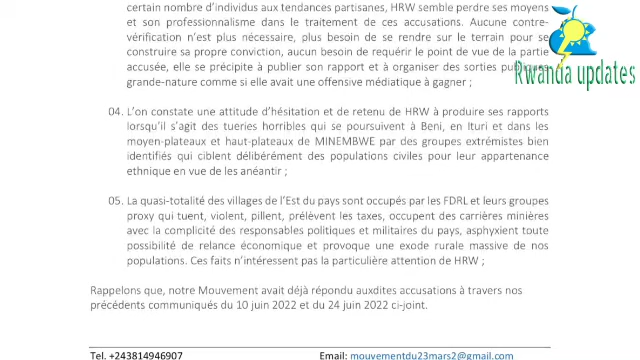 certain nombre d'individus aux tendances partisanes, HRW semble perdre ses moyens
et son professionnalisme dans le traitement de ces accusations. Aucune contre-
vérification n'est plus nécessaire, plus besoin de se rendre sur le terrain pour se
construire sa propre conviction, aucun besoin de requérir le point de vue de la partie
accusée, elle se précipite à publier son rapport et à organiser des sorties publiques
grande-nature comme si elle avait une offensive médiatique à gagner ;
Rwanda updates
04. L'on constate une attitude d'hésitation et de retenu de HRW à produire ses rapports
lorsqu'il s'agit des tueries horribles qui se poursuivent à Beni, en Ituri et dans les
moyen-plateaux et haut-plateaux de MINEMBWE par des groupes extrémistes bien
identifiés qui ciblent délibérément des populations civiles pour leur appartenance
ethnique en vue de les anéantir ;
05. La quasi-totalité des villages de l'Est du pays sont occupés par les FDRL et leurs groupes
proxy qui tuent, violent, pillent, prélèvent les taxes, occupent des carrières minières
avec la complicité des responsables politiques et militaires du pays, asphyxient toute
possibilité de relance économique et provoque une exode rurale massive de nos
populations. Ces faits n'intéressent pas la particulière attention de HRW ;
Rappelons que, notre Mouvement avait déjà répondu auxdites accusations à travers nos
précédents communiqués du 10 juin 2022 et du 24 juin 2022 ci-joint.
Tel. +243814946907 Email: mouvementdu23mars2@gmail.com